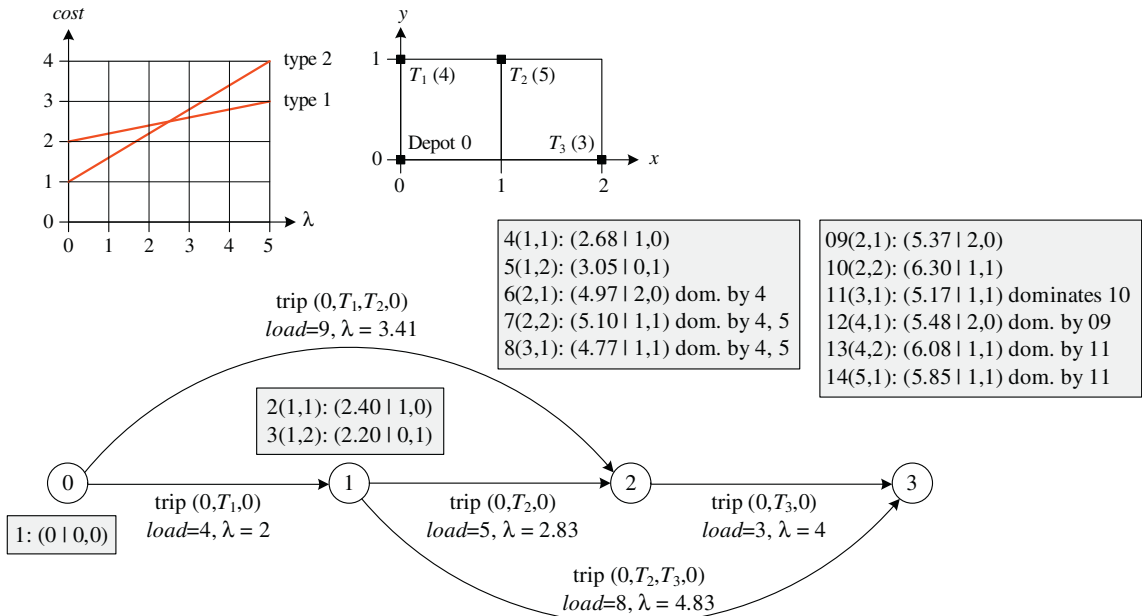 cost
4
3
2
1
0
0 1 2 3 4 5
λ
type 2
type 1
y
1
0
T1 (4)
T2 (5)
Depot 0
T3 (3)
x
0 1 2
4(1,1): (2.68 | 1,0)
5(1,2): (3.05 | 0,1)
6(2,1): (4.97 | 2,0) dom. by 4
7(2,2): (5.10 | 1,1) dom. by 4, 5
8(3,1): (4.77 | 1,1) dom. by 4, 5
09(2,1): (5.37 | 2,0)
10(2,2): (6.30 | 1,1)
11(3,1): (5.17 | 1,1) dominates 10
12(4,1): (5.48 | 2,0) dom. by 09
13(4,2): (6.08 | 1,1) dom. by 11
14(5,1): (5.85 | 1,1) dom. by 11
trip (0,T1,T2,0)
load=9, λ = 3.41
2(1,1): (2.40 | 1,0)
3(1,2): (2.20 | 0,1)
0
1
2
3
trip (0,T1,0)
load=4, λ = 2
trip (0,T2,0)
load=5, λ = 2.83
trip (0,T3,0)
load=3, λ = 4
1: (0 | 0,0)
trip (0,T2,T3,0)
load=8, λ = 4.83